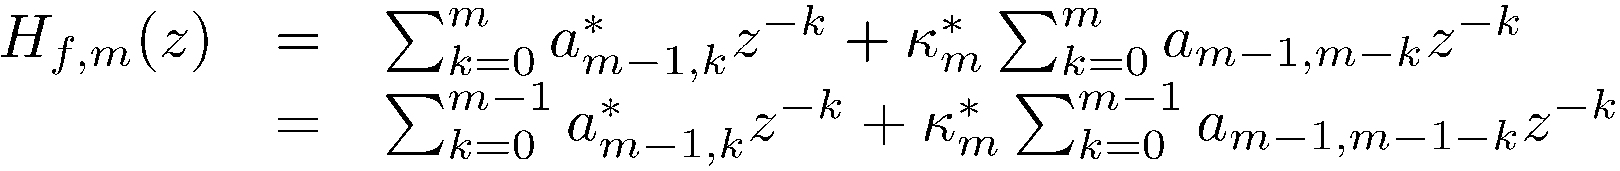 H_{f,m}(z) = \sum_{k=0}^{m} a^*_{m-1,k} z^{-k} + \kappa^*_m \sum_{k=0}^{m} a_{m-1,m-k} z^{-k}
= \sum_{k=0}^{m-1} a^*_{m-1,k} z^{-k} + \kappa^*_m \sum_{k=0}^{m-1} a_{m-1,m-1-k} z^{-k}